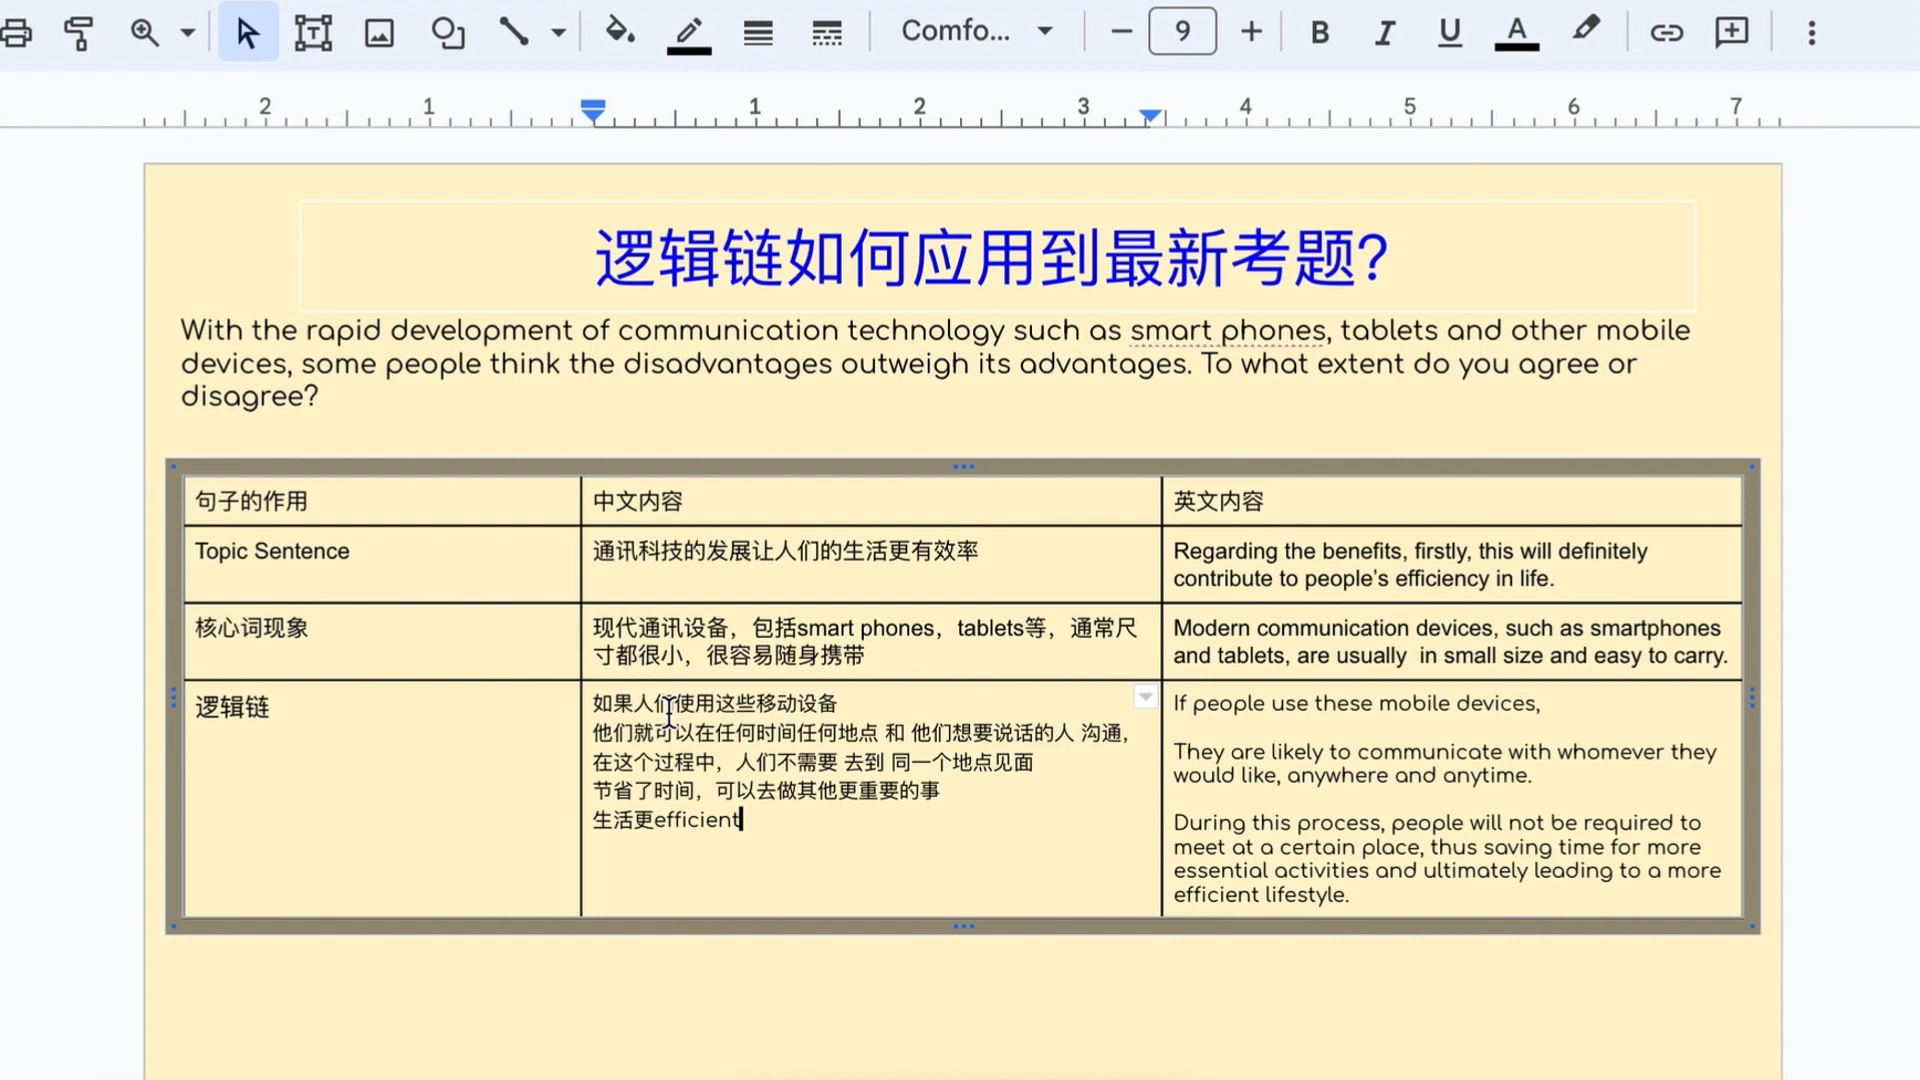 Comfo...
9
B
I
U
A
2 1 1 2 3 4 5 6 7
逻辑链如何应用到最新考题?
With the rapid development of communication technology such as smart phones, tablets and other mobile
devices, some people think the disadvantages outweigh its advantages. To what extent do you agree or
disagree?
句子的作用
中文内容
英文内容
Topic Sentence
通讯科技的发展让人们的生活更有效率
Regarding the benefits, firstly, this will definitely
contribute to people's efficiency in life.
核心词现象
现代通讯设备，包括smart phones，tablets等，通常尺
寸都很小，很容易随身携带
Modern communication devices, such as smartphones
and tablets, are usually  in small size and easy to carry.
逻辑链
如果人们使用这些移动设备
他们就可以在任何时间任何地点 和 他们想要说话的人 沟通，
在这个过程中，人们不需要 去到 同一个地点见面
节省了时间，可以去做其他更重要的事
生活更efficient
If people use these mobile devices,
They are likely to communicate with whomever they
would like, anywhere and anytime.
During this process, people will not be required to
meet at a certain place, thus saving time for more
essential activities and ultimately leading to a more
efficient lifestyle.